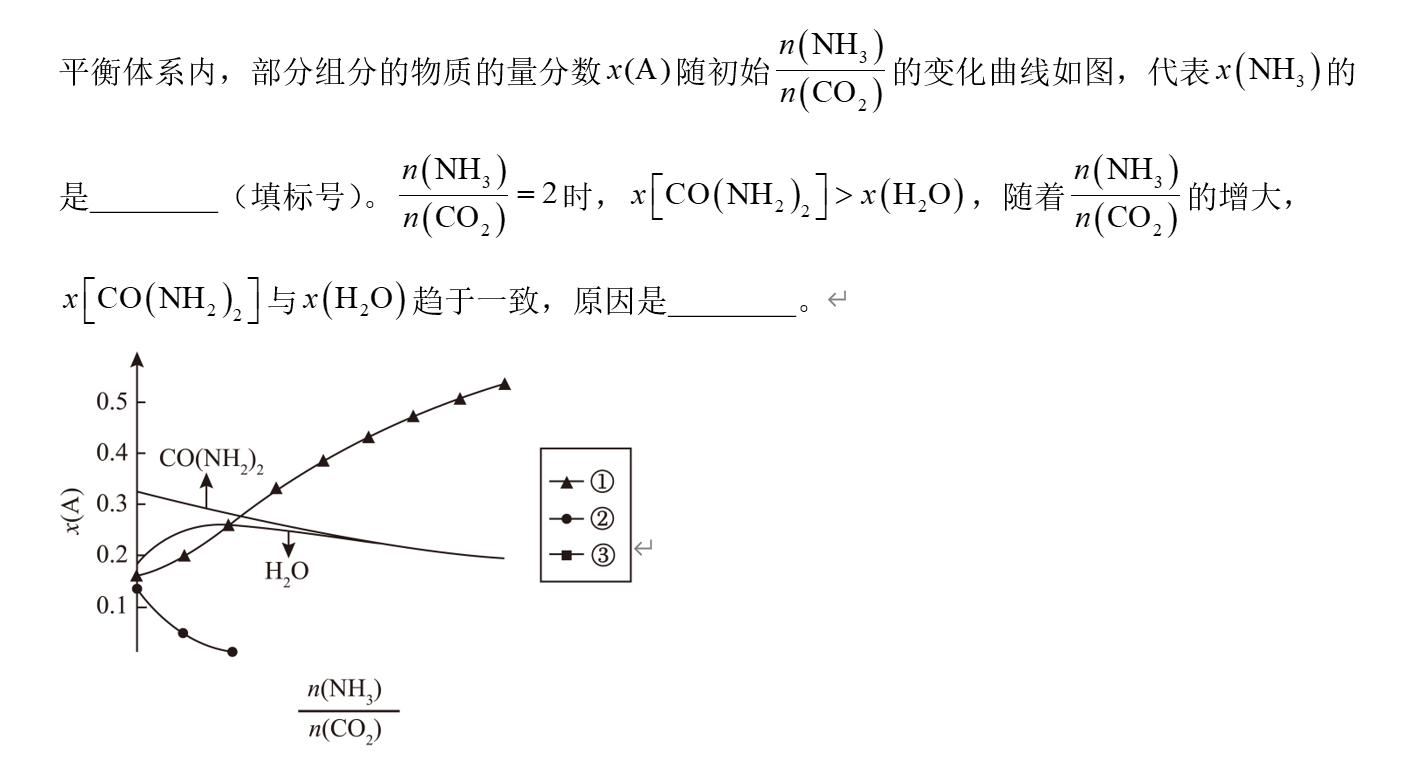 平衡体系内，部分组分的物质的量分数x(A)随初始n(NH₃)/n(CO₂)的变化曲线如图，代表x(NH₃)的
是________（填标号）。n(NH₃)/n(CO₂)=2时，x[CO(NH₂)₂]>x(H₂O)，随着n(NH₃)/n(CO₂)的增大，
x[CO(NH₂)₂]与x(H₂O)趋于一致，原因是________。↵
0.5
0.4
0.3
0.2
0.1
x(A)
CO(NH₂)₂
H₂O
①
②
③
↵
n(NH₃)
n(CO₂)